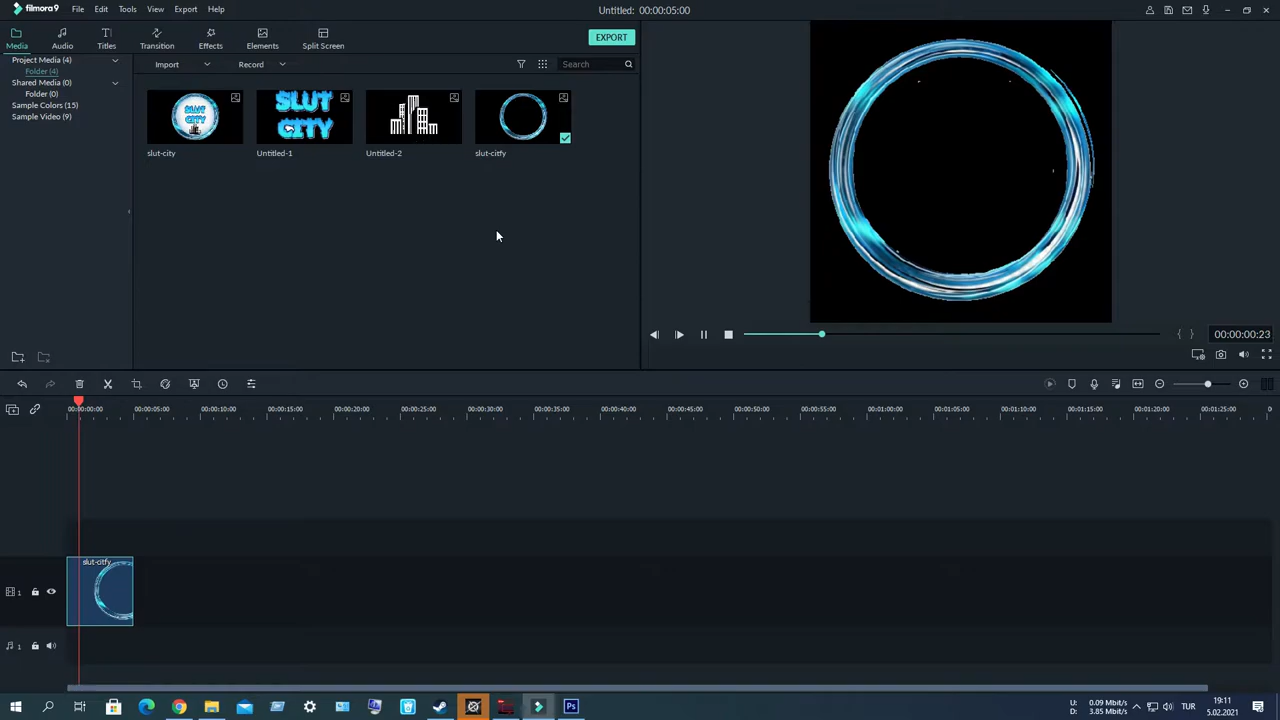 filmora9 File Edit Tools View Export Help
Untitled: 00:00:05:00
Media Audio Titles Transition Effects Elements Split Screen
EXPORT
Project Media (4)
Folder (4)
Shared Media (0)
Folder (0)
Sample Colors (15)
Sample Video (9)
Import Record Search
SLUT
CITY
SLUT
CITY
slut-city Untitled-1 Untitled-2 slut-citfy
00:00:00:23
00:00:00:00 00:00:05:00 00:00:10:00 00:00:15:00 00:00:20:00 00:00:25:00 00:00:30:00 00:00:35:00 00:00:40:00 00:00:45:00 00:00:50:00 00:00:55:00 00:01:00:00 00:01:05:00 00:01:10:00 00:01:15:00 00:01:20:00 00:01:25:00 0
slut-citfy
1
1
Ps
U: 0.09 Mbit/s
D: 3.85 Mbit/s
TUR
19:11
5.02.2021